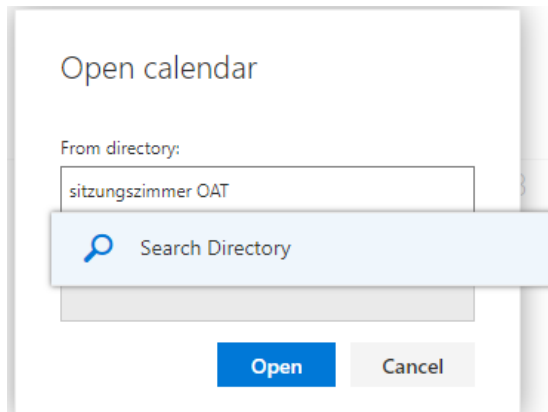 Open calendar
From directory:
sitzungszimmer OAT
Search Directory
Open
Cancel